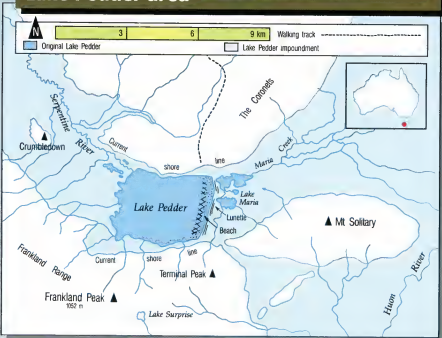 N
3 6 9 km Walking track
Original Lake Pedder Lake Pedder impoundment
The Coronets
Serpentine River
Crumbledown
Current shore line
Maria Creek
Lake Maria
Lake Pedder
Lunette
Beach
Mt Solitary
Frankland Range
Current shore line
Terminal Peak
Huon River
Frankland Peak
1052 m
Lake Surprise